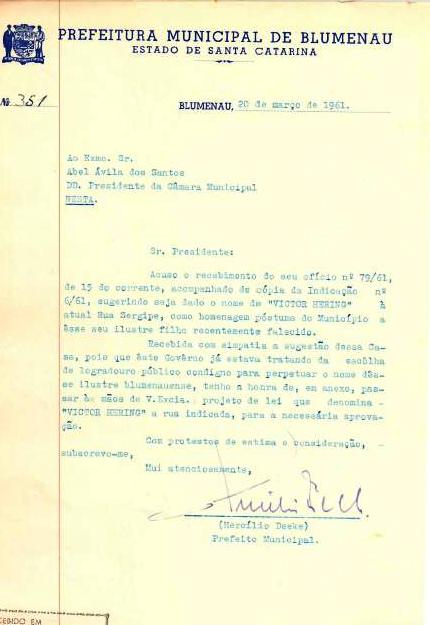 PREFEITURA MUNICIPAL DE BLUMENAU
ESTADO DE SANTA CATARINA
Nº 351
BLUMENAU, 20 de março de 1961.
Ao Exmo. Sr.
Abel Ávila dos Santos
DD. Presidente da Câmara Municipal
NESTA.
Sr. Presidente:
Acuso o recebimento do seu ofício nº 79/61,
de 15 do corrente, acompanhado de cópia da Indicação nº
6/61, sugerindo seja dado o nome de "VICTOR HERING" à
atual Rua Sergipe, como homenagem póstuma do Município a
êsse seu ilustre filho recentemente falecido.
Recebida com simpatia a sugestão dessa Ca-
sa, pois que êste Govêrno já estava tratando da escôlha
de logradouro público condigno para perpetuar o nome dês-
se ilustre blumenauense, tenho a honra de, em anexo, pas-
sar às mãos de V.Excia. projeto de lei que denomina -
"VICTOR HERING" a rua indicada, para a necessária aprova-
ção.
Com protestos de estima e consideração, -
subscrevo-me,
Mui atenciosamente,
(Hercílio Deeke)
Prefeito Municipal.
CEBIDO EM